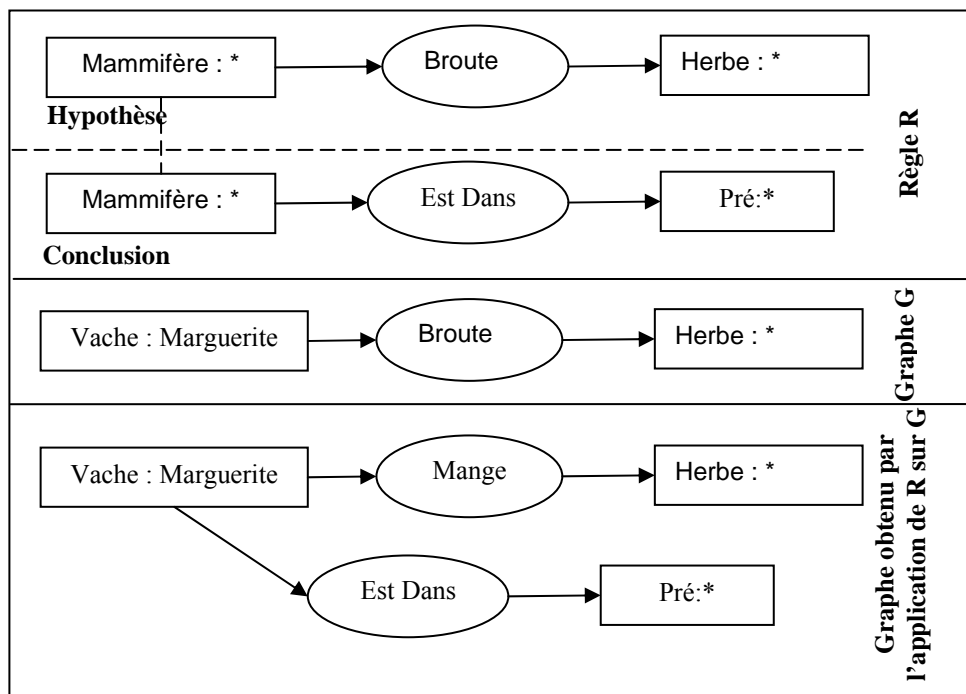 Mammifère : *
Broute
Herbe : *
Hypothèse
Mammifère : *
Est Dans
Pré:*
Conclusion
Règle R
Vache : Marguerite
Broute
Herbe : *
Graphe G
Vache : Marguerite
Mange
Herbe : *
Est Dans
Pré:*
Graphe obtenu par
l’application de R sur G